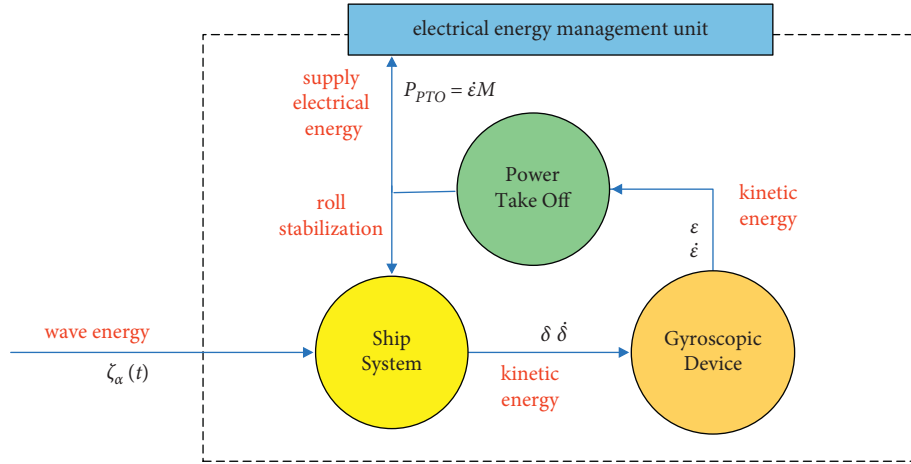 electrical energy management unit
supply
electrical
energy
P_PTO = ε̇M
Power
Take Off
kinetic
energy
roll
stabilization
ε
ε̇
wave energy
ζ_α (t)
Ship
System
δ δ̇
kinetic
energy
Gyroscopic
Device